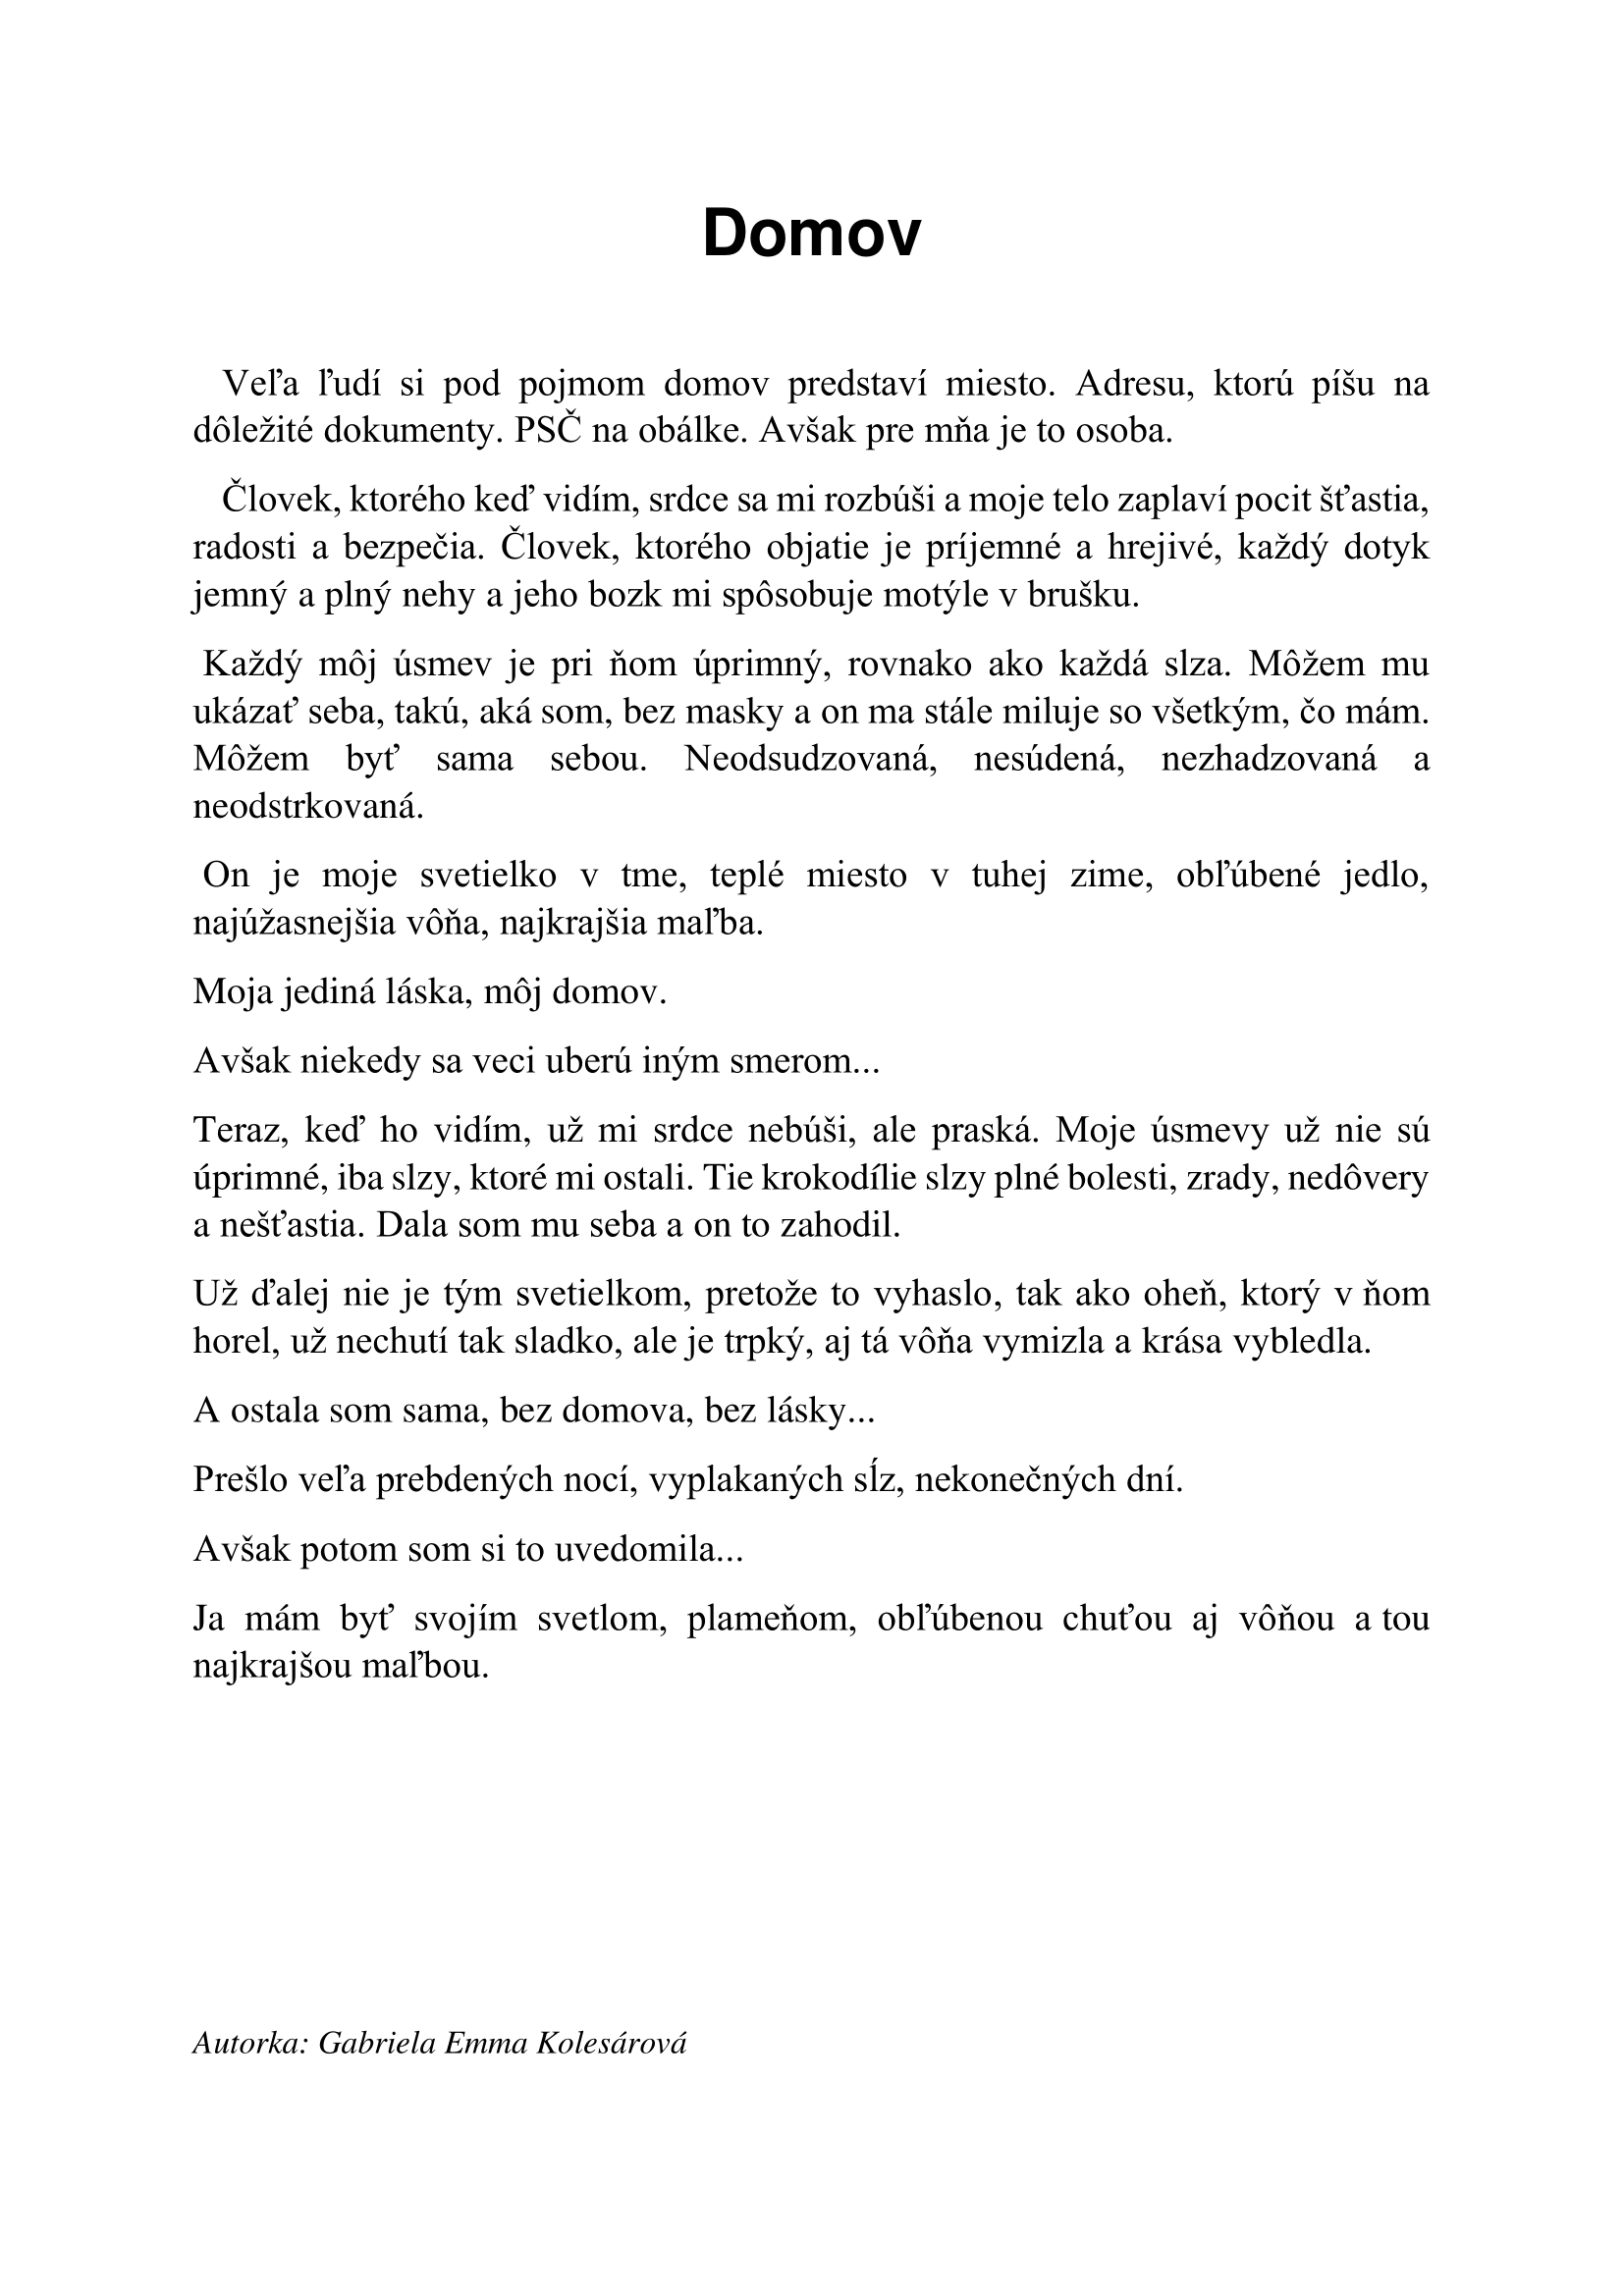 Domov
Veľa ľudí si pod pojmom domov predstaví miesto. Adresu, ktorú píšu na
dôležité dokumenty. PSČ na obálke. Avšak pre mňa je to osoba.
Človek, ktorého keď vidím, srdce sa mi rozbúši a moje telo zaplaví pocit šťastia,
radosti a bezpečia. Človek, ktorého objatie je príjemné a hrejivé, každý dotyk
jemný a plný nehy a jeho bozk mi spôsobuje motýle v brušku.
Každý môj úsmev je pri ňom úprimný, rovnako ako každá slza. Môžem mu
ukázať seba, takú, aká som, bez masky a on ma stále miluje so všetkým, čo mám.
Môžem byť sama sebou. Neodsudzovaná, nesúdená, nezhadzovaná a
neodstrkovaná.
On je moje svetielko v tme, teplé miesto v tuhej zime, obľúbené jedlo,
najúžasnejšia vôňa, najkrajšia maľba.
Moja jediná láska, môj domov.
Avšak niekedy sa veci uberú iným smerom...
Teraz, keď ho vidím, už mi srdce nebúši, ale praská. Moje úsmevy už nie sú
úprimné, iba slzy, ktoré mi ostali. Tie krokodílie slzy plné bolesti, zrady, nedôvery
a nešťastia. Dala som mu seba a on to zahodil.
Už ďalej nie je tým svetielkom, pretože to vyhaslo, tak ako oheň, ktorý v ňom
horel, už nechutí tak sladko, ale je trpký, aj tá vôňa vymizla a krása vybledla.
A ostala som sama, bez domova, bez lásky...
Prešlo veľa prebdených nocí, vyplakaných sĺz, nekonečných dní.
Avšak potom som si to uvedomila...
Ja mám byť svojím svetlom, plameňom, obľúbenou chuťou aj vôňou a tou
najkrajšou maľbou.
Autorka: Gabriela Emma Kolesárová